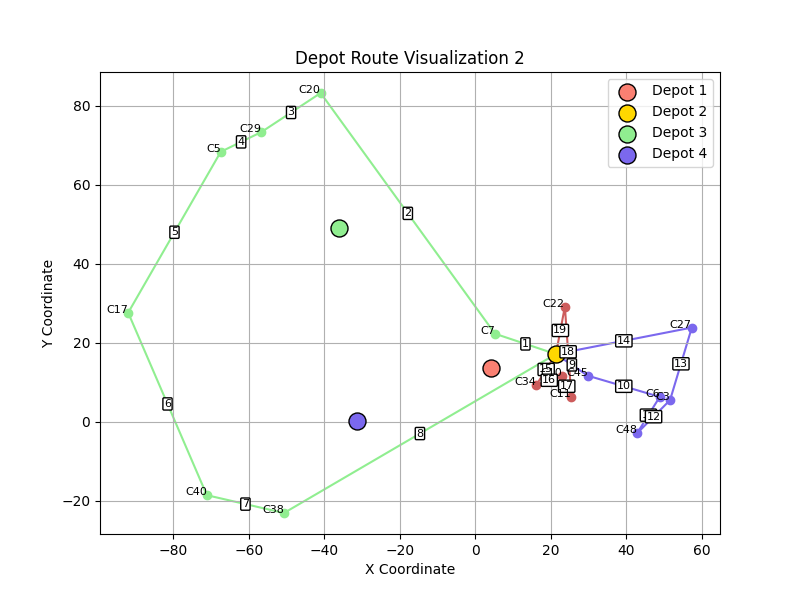 Depot Route Visualization 2
Depot 1
Depot 2
Depot 3
Depot 4
Y Coordinate
80
60
40
20
0
−20
−80
−60
−40
−20
0
20
40
60
X Coordinate
C20
3
C29
4
C5
2
5
C17
C22
C7
19
C27
1
14
18
9
13
15
C45
16
C34
17
10
C11
C6
C3
6
12
C48
8
C40
7
C38